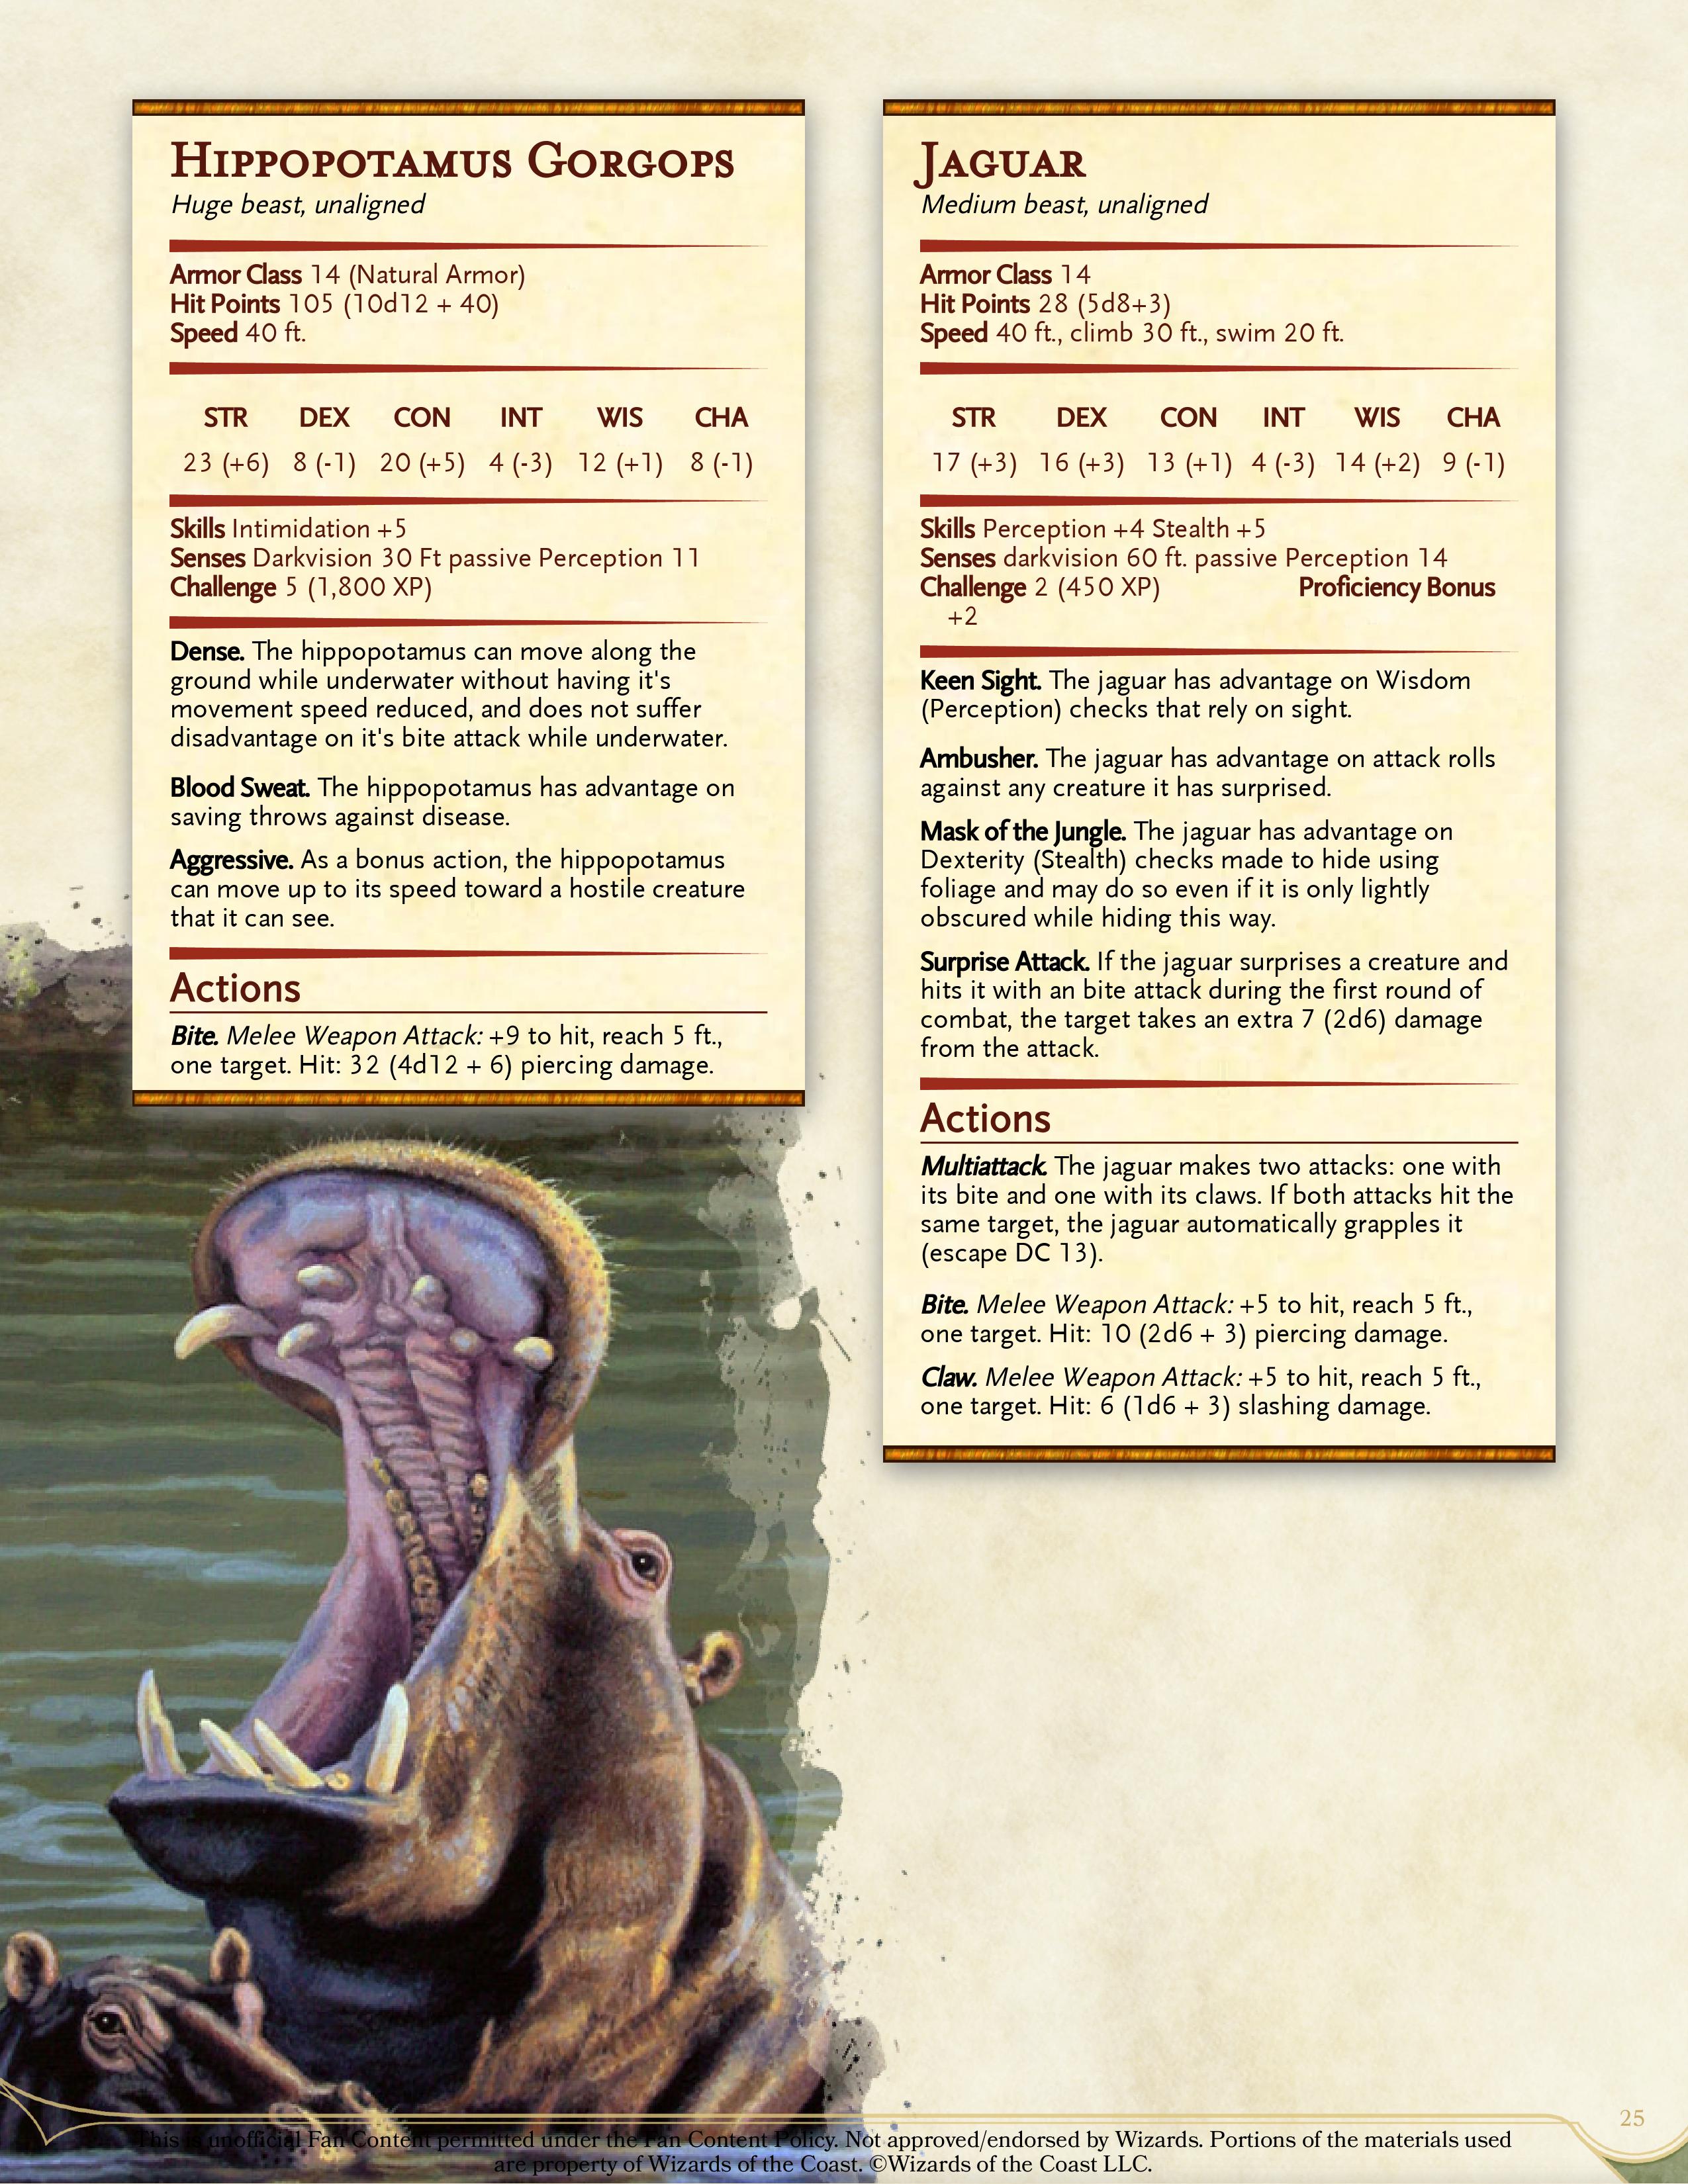 Hippopotamus Gorgops
Huge beast, unaligned
Armor Class 14 (Natural Armor)
Hit Points 105 (10d12 + 40)
Speed 40 ft.
STR DEX CON INT WIS CHA
23 (+6) 8 (-1) 20 (+5) 4 (-3) 12 (+1) 8 (-1)
Skills Intimidation +5
Senses Darkvision 30 Ft passive Perception 11
Challenge 5 (1,800 XP)
Dense. The hippopotamus can move along the
ground while underwater without having it's
movement speed reduced, and does not suffer
disadvantage on it's bite attack while underwater.
Blood Sweat. The hippopotamus has advantage on
saving throws against disease.
Aggressive. As a bonus action, the hippopotamus
can move up to its speed toward a hostile creature
that it can see.
Actions
Bite. Melee Weapon Attack: +9 to hit, reach 5 ft.,
one target. Hit: 32 (4d12 + 6) piercing damage.
Jaguar
Medium beast, unaligned
Armor Class 14
Hit Points 28 (5d8+3)
Speed 40 ft., climb 30 ft., swim 20 ft.
STR DEX CON INT WIS CHA
17 (+3) 16 (+3) 13 (+1) 4 (-3) 14 (+2) 9 (-1)
Skills Perception +4 Stealth +5
Senses darkvision 60 ft. passive Perception 14
Challenge 2 (450 XP) Proficiency Bonus
+2
Keen Sight. The jaguar has advantage on Wisdom
(Perception) checks that rely on sight.
Ambusher. The jaguar has advantage on attack rolls
against any creature it has surprised.
Mask of the Jungle. The jaguar has advantage on
Dexterity (Stealth) checks made to hide using
foliage and may do so even if it is only lightly
obscured while hiding this way.
Surprise Attack. If the jaguar surprises a creature and
hits it with an bite attack during the first round of
combat, the target takes an extra 7 (2d6) damage
from the attack.
Actions
Multiattack. The jaguar makes two attacks: one with
its bite and one with its claws. If both attacks hit the
same target, the jaguar automatically grapples it
(escape DC 13).
Bite. Melee Weapon Attack: +5 to hit, reach 5 ft.,
one target. Hit: 10 (2d6 + 3) piercing damage.
Claw. Melee Weapon Attack: +5 to hit, reach 5 ft.,
one target. Hit: 6 (1d6 + 3) slashing damage.
25
This is unofficial Fan Content permitted under the Fan Content Policy. Not approved/endorsed by Wizards. Portions of the materials used
are property of Wizards of the Coast. ©Wizards of the Coast LLC.